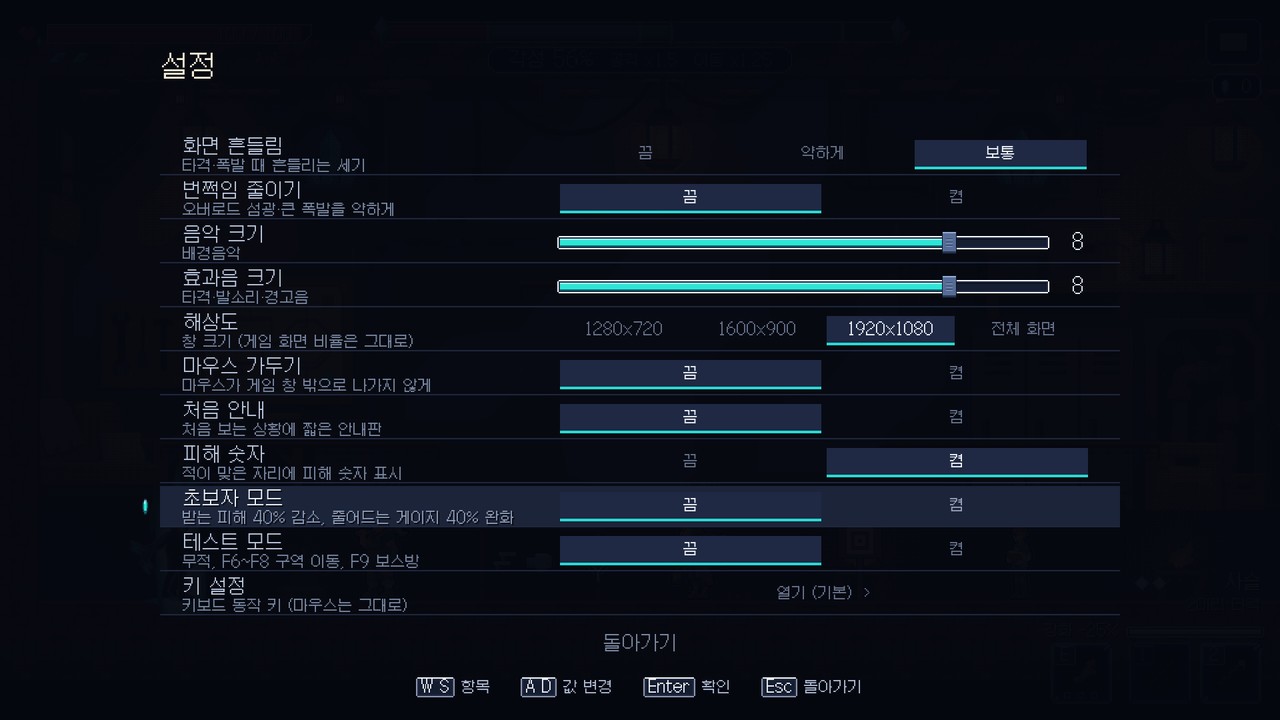 설정
화면 흔들림
타격·폭발 때 흔들리는 세기
끔 약하게 보통
번쩍임 줄이기
오버로드 섬광·큰 폭발을 약하게
끔 켬
음악 크기
배경음악
8
효과음 크기
타격·발소리·경고음
8
해상도
창 크기 (게임 화면 비율은 그대로)
1280x720 1600x900 1920x1080 전체 화면
마우스 가두기
마우스가 게임 창 밖으로 나가지 않게
끔 켬
처음 안내
처음 보는 상황에 짧은 안내판
끔 켬
피해 숫자
적이 맞은 자리에 피해 숫자 표시
끔 켬
초보자 모드
받는 피해 40% 감소, 줄어드는 게이지 40% 완화
끔 켬
테스트 모드
무적, F6~F8 구역 이동, F9 보스방
끔 켬
키 설정
키보드 동작 키 (마우스는 그대로)
열기 (기본) >
돌아가기
W S 항목 A D 값 변경 Enter 확인 Esc 돌아가기